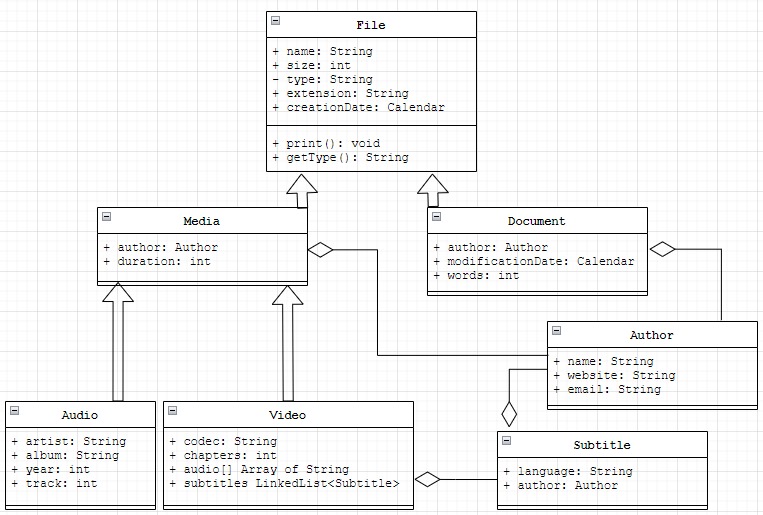 File
+ name: String
+ size: int
- type: String
+ extension: String
+ creationDate: Calendar
+ print(): void
+ getType(): String
Media
+ author: Author
+ duration: int
Document
+ author: Author
+ modificationDate: Calendar
+ words: int
Author
+ name: String
+ website: String
+ email: String
Audio
+ artist: String
+ album: String
+ year: int
+ track: int
Video
+ codec: String
+ chapters: int
+ audio[] Array of String
+ subtitles LinkedList<Subtitle>
Subtitle
+ language: String
+ author: Author